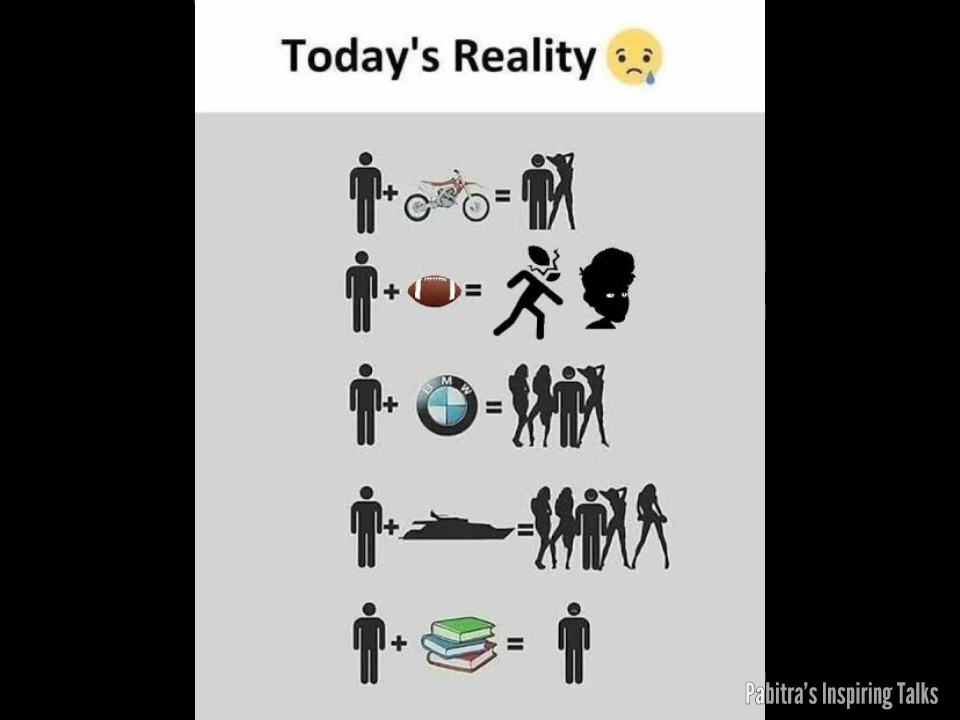 Today's Reality
+ =
+ =
+ BMW =
+ =
+ =
Pabitra's Inspiring Talks